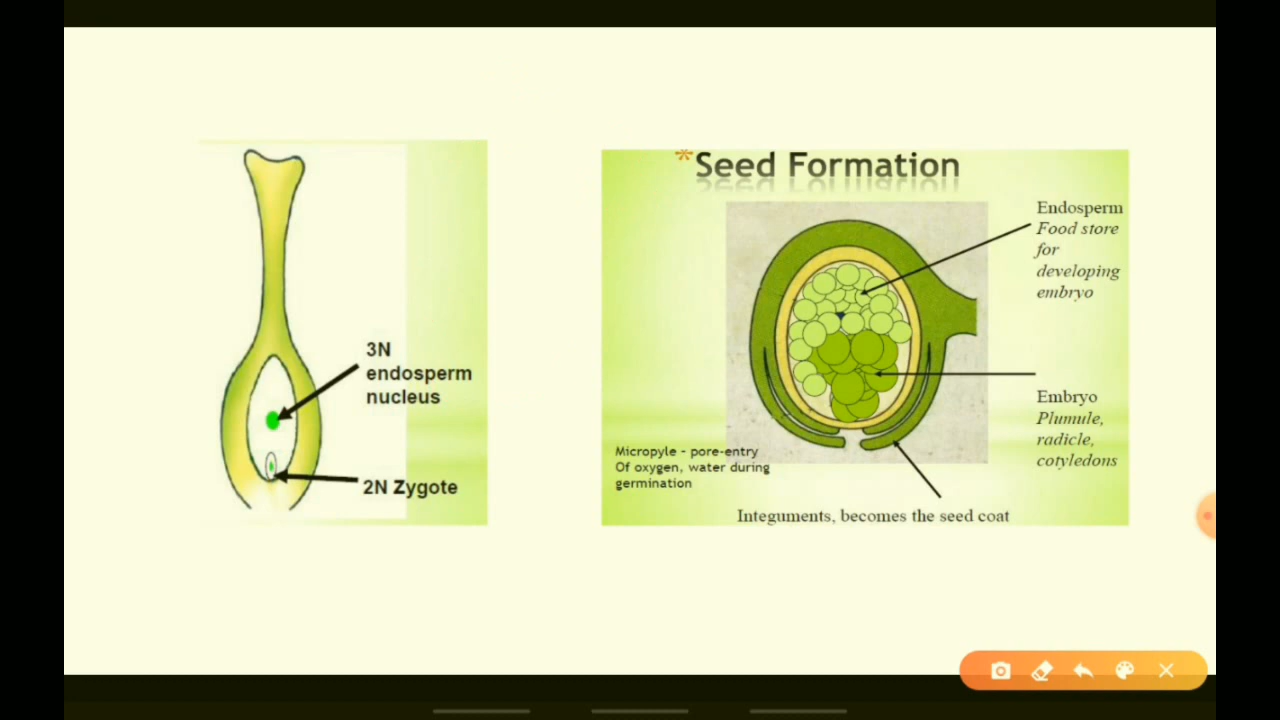 3N
endosperm
nucleus
2N Zygote
*Seed Formation
Endosperm
Food store
for
developing
embryo
Embryo
Plumule,
radicle,
cotyledons
Micropyle - pore-entry
Of oxygen, water during
germination
Integuments, becomes the seed coat